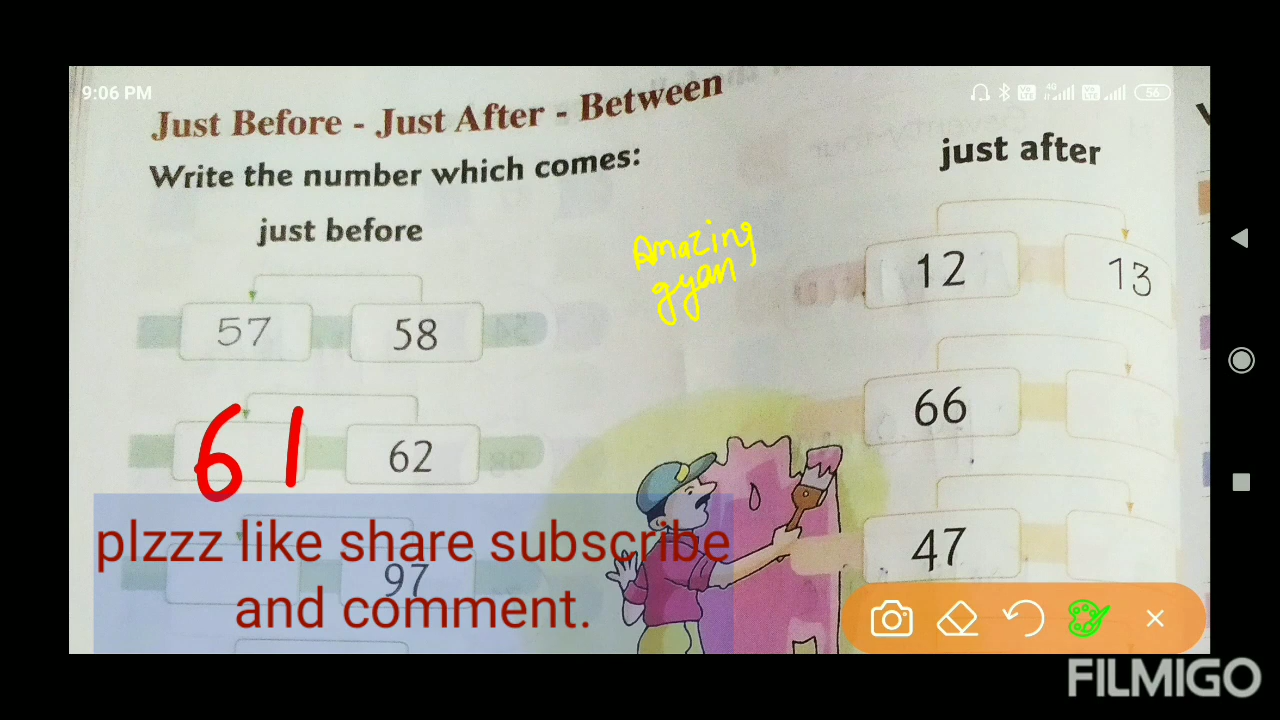 9:06 PM
56
Just Before - Just After - Between
Write the number which comes:
just before
just after
Amazing
gyan
57 58
12 13
61 62
66
97
47
plzzz like share subscribe
and comment.
FILMIGO